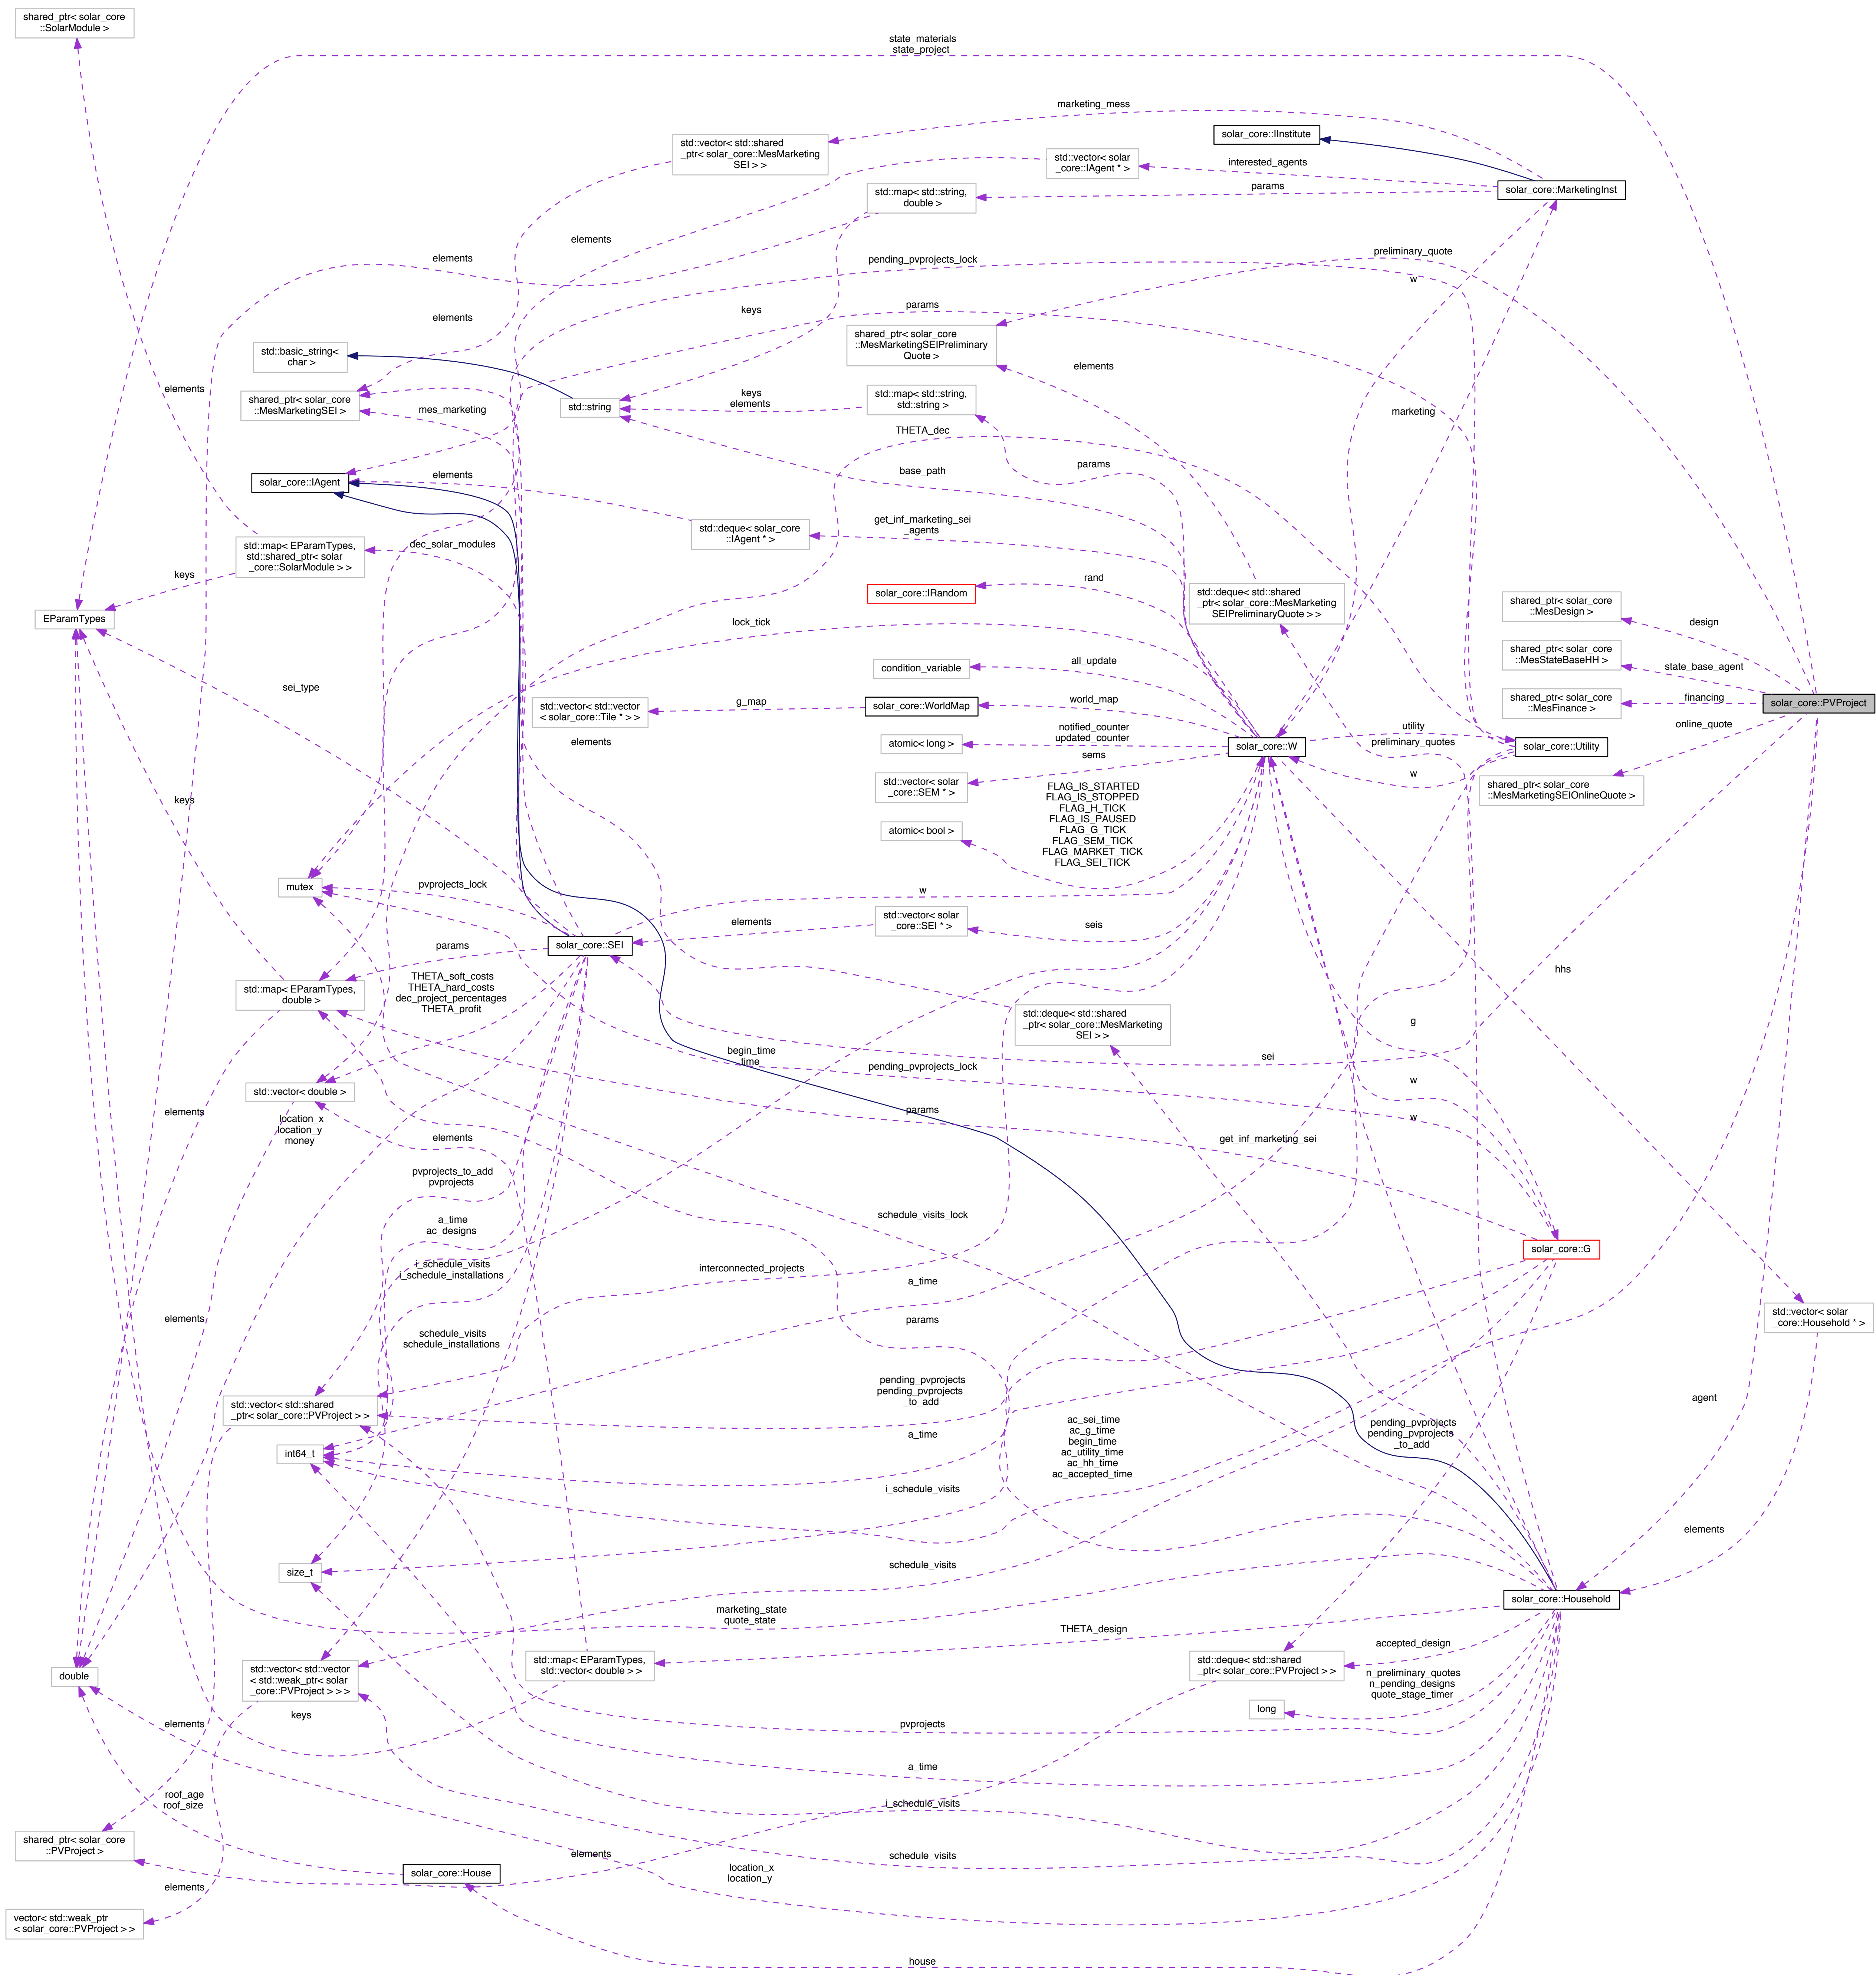 shared_ptr< solar_core
::SolarModule >
state_materials
state_project
marketing_mess
solar_core::IInstitute
std::vector< std::shared
_ptr< solar_core::MesMarketing
SEI > >
std::vector< solar
_core::IAgent * >
interested_agents
solar_core::MarketingInst
std::map< std::string,
double >
params
elements
preliminary_quote
elements
pending_pvprojects_lock
w
params
keys
elements
std::basic_string<
char >
shared_ptr< solar_core
::MesMarketingSEIPreliminary
Quote >
elements
elements
shared_ptr< solar_core
::MesMarketingSEI >
mes_marketing
std::string
keys
elements
std::map< std::string,
std::string >
marketing
THETA_dec
params
base_path
solar_core::IAgent
elements
std::deque< solar_core
::IAgent * >
get_inf_marketing_sei
_agents
dec_solar_modules
std::map< EParamTypes,
std::shared_ptr< solar
_core::SolarModule > >
keys
rand
solar_core::IRandom
std::deque< std::shared
_ptr< solar_core::MesMarketing
SEIPreliminaryQuote > >
shared_ptr< solar_core
::MesDesign >
design
EParamTypes
lock_tick
shared_ptr< solar_core
::MesStateBaseHH >
state_base_agent
condition_variable
all_update
sei_type
std::vector< std::vector
< solar_core::Tile * > >
g_map
solar_core::WorldMap
world_map
shared_ptr< solar_core
::MesFinance >
financing
solar_core::PVProject
online_quote
notified_counter
updated_counter
utility
elements
atomic< long >
solar_core::W
preliminary_quotes
solar_core::Utility
sems
w
std::vector< solar
_core::SEM * >
shared_ptr< solar_core
::MesMarketingSEIOnlineQuote >
keys
FLAG_IS_STARTED
FLAG_IS_STOPPED
FLAG_H_TICK
FLAG_IS_PAUSED
FLAG_G_TICK
FLAG_SEM_TICK
FLAG_MARKET_TICK
FLAG_SEI_TICK
atomic< bool >
mutex
pvprojects_lock
w
elements
std::vector< solar
_core::SEI * >
seis
solar_core::SEI
params
hhs
std::map< EParamTypes,
double >
THETA_soft_costs
THETA_hard_costs
dec_project_percentages
THETA_profit
std::deque< std::shared
_ptr< solar_core::MesMarketing
SEI > >
g
begin_time
time
sei
pending_pvprojects_lock
w
std::vector< double >
elements
location_x
location_y
money
params
w
elements
get_inf_marketing_sei
pvprojects_to_add
pvprojects
a_time
ac_designs
schedule_visits_lock
solar_core::G
i_schedule_visits
i_schedule_installations
interconnected_projects
a_time
std::vector< solar
_core::Household * >
elements
params
schedule_visits
schedule_installations
pending_pvprojects
pending_pvprojects
_to_add
agent
std::vector< std::shared
_ptr< solar_core::PVProject > >
ac_sei_time
ac_g_time
begin_time
ac_utility_time
ac_hh_time
ac_accepted_time
pending_pvprojects
pending_pvprojects
_to_add
a_time
int64_t
i_schedule_visits
elements
size_t
schedule_visits
solar_core::Household
marketing_state
quote_state
THETA_design
accepted_design
std::map< EParamTypes,
std::vector< double > >
std::deque< std::shared
_ptr< solar_core::PVProject > >
double
std::vector< std::vector
< std::weak_ptr< solar
_core::PVProject > > >
n_preliminary_quotes
n_pending_designs
quote_stage_timer
long
keys
elements
pvprojects
a_time
roof_age
roof_size
i_schedule_visits
shared_ptr< solar_core
::PVProject >
elements
schedule_visits
solar_core::House
location_x
location_y
elements
vector< std::weak_ptr
< solar_core::PVProject > >
house